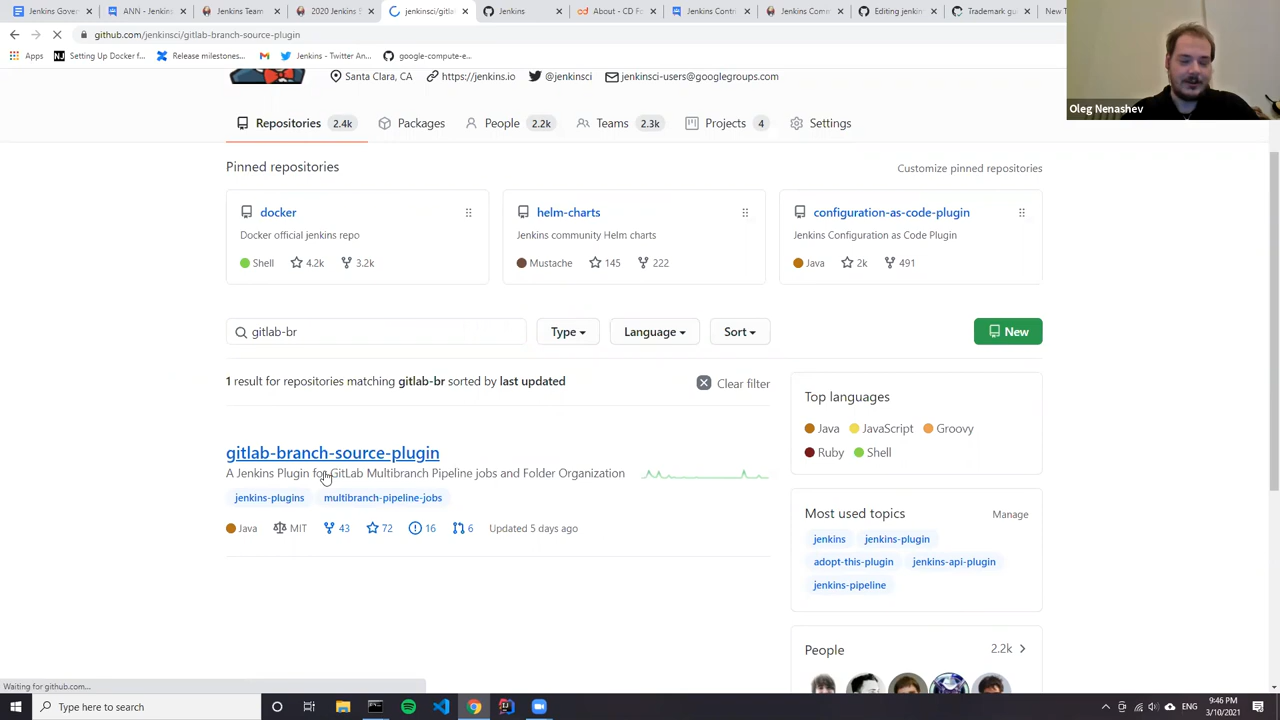 Jenkins Gover
ANN - Jenkins
Jenkins Team
2020 Jenkins S
jenkinsci/gitla
Jenkins
About - CD Fo
Jenkins Contri
Jenkins Comm
Editing jenkins
Trademark gui
New T
github.com/jenkinsci/gitlab-branch-source-plugin
Apps
Setting Up Docker f...
Release milestones...
Jenkins - Twitter An...
google-compute-e...
Oleg Nenashev
Santa Clara, CA
https://jenkins.io
@jenkinsci
jenkinsci-users@googlegroups.com
Repositories 2.4k
Packages
People 2.2k
Teams 2.3k
Projects 4
Settings
Pinned repositories
Customize pinned repositories
docker
Docker official jenkins repo
Shell 4.2k 3.2k
helm-charts
Jenkins community Helm charts
Mustache 145 222
configuration-as-code-plugin
Jenkins Configuration as Code Plugin
Java 2k 491
gitlab-br
Type
Language
Sort
New
1 result for repositories matching gitlab-br sorted by last updated
Clear filter
gitlab-branch-source-plugin
A Jenkins Plugin for GitLab Multibranch Pipeline jobs and Folder Organization
jenkins-plugins multibranch-pipeline-jobs
Java MIT 43 72 16 6 Updated 5 days ago
Top languages
Java JavaScript Groovy
Ruby Shell
Most used topics
Manage
jenkins jenkins-plugin
adopt-this-plugin jenkins-api-plugin
jenkins-pipeline
People
2.2k
Waiting for github.com...
Type here to search
ENG
9:46 PM
3/10/2021